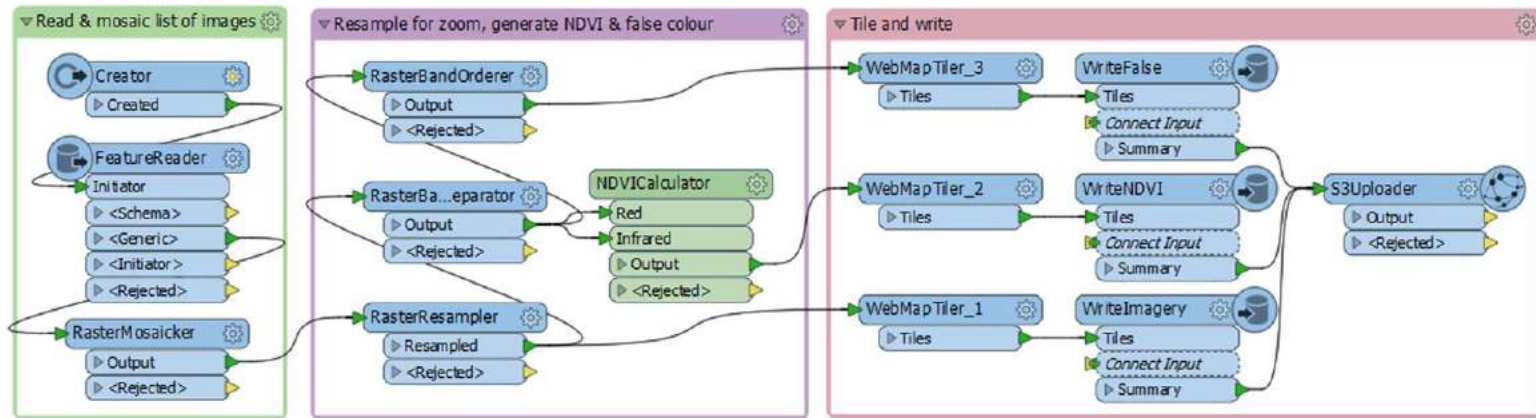 Read & mosaic list of images
Creator
Created
FeatureReader
Initiator
<Schema>
<Generic>
<Initiator>
<Rejected>
RasterMosaicker
Output
<Rejected>
Resample for zoom, generate NDVI & false colour
RasterBandOrderer
Output
<Rejected>
RasterBa...eparator
Output
<Rejected>
NDVICalculator
Red
Infrared
Output
<Rejected>
RasterResampler
Resampled
<Rejected>
Tile and write
WebMapTiler_3
Tiles
WriteFalse
Tiles
Connect Input
Summary
WebMapTiler_2
Tiles
WriteNDVI
Tiles
Connect Input
Summary
WebMapTiler_1
Tiles
WriteImagery
Tiles
Connect Input
Summary
S3Uploader
Output
<Rejected>